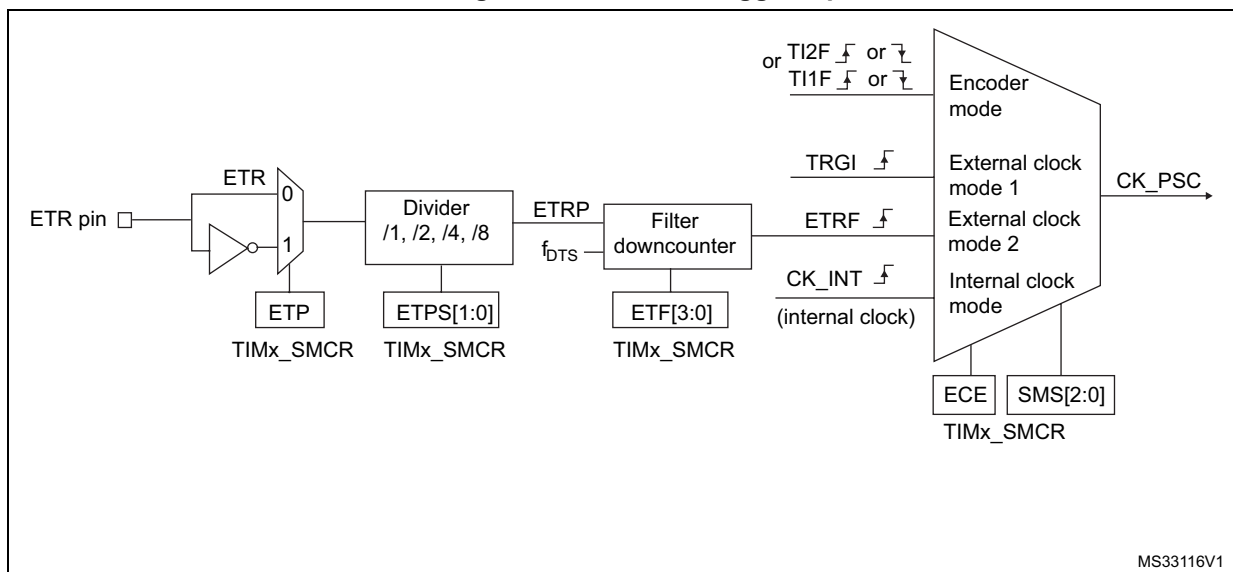 or TI2F or
TI1F or
Encoder
mode
TRGI
External clock
mode 1
CK_PSC
ETR
0
ETR pin
1
Divider
/1, /2, /4, /8
ETRP
fDTS
Filter
downcounter
ETRF
External clock
mode 2
CK_INT
(internal clock)
Internal clock
mode
ETP
TIMx_SMCR
ETPS[1:0]
TIMx_SMCR
ETF[3:0]
TIMx_SMCR
ECE
SMS[2:0]
TIMx_SMCR
MS33116V1